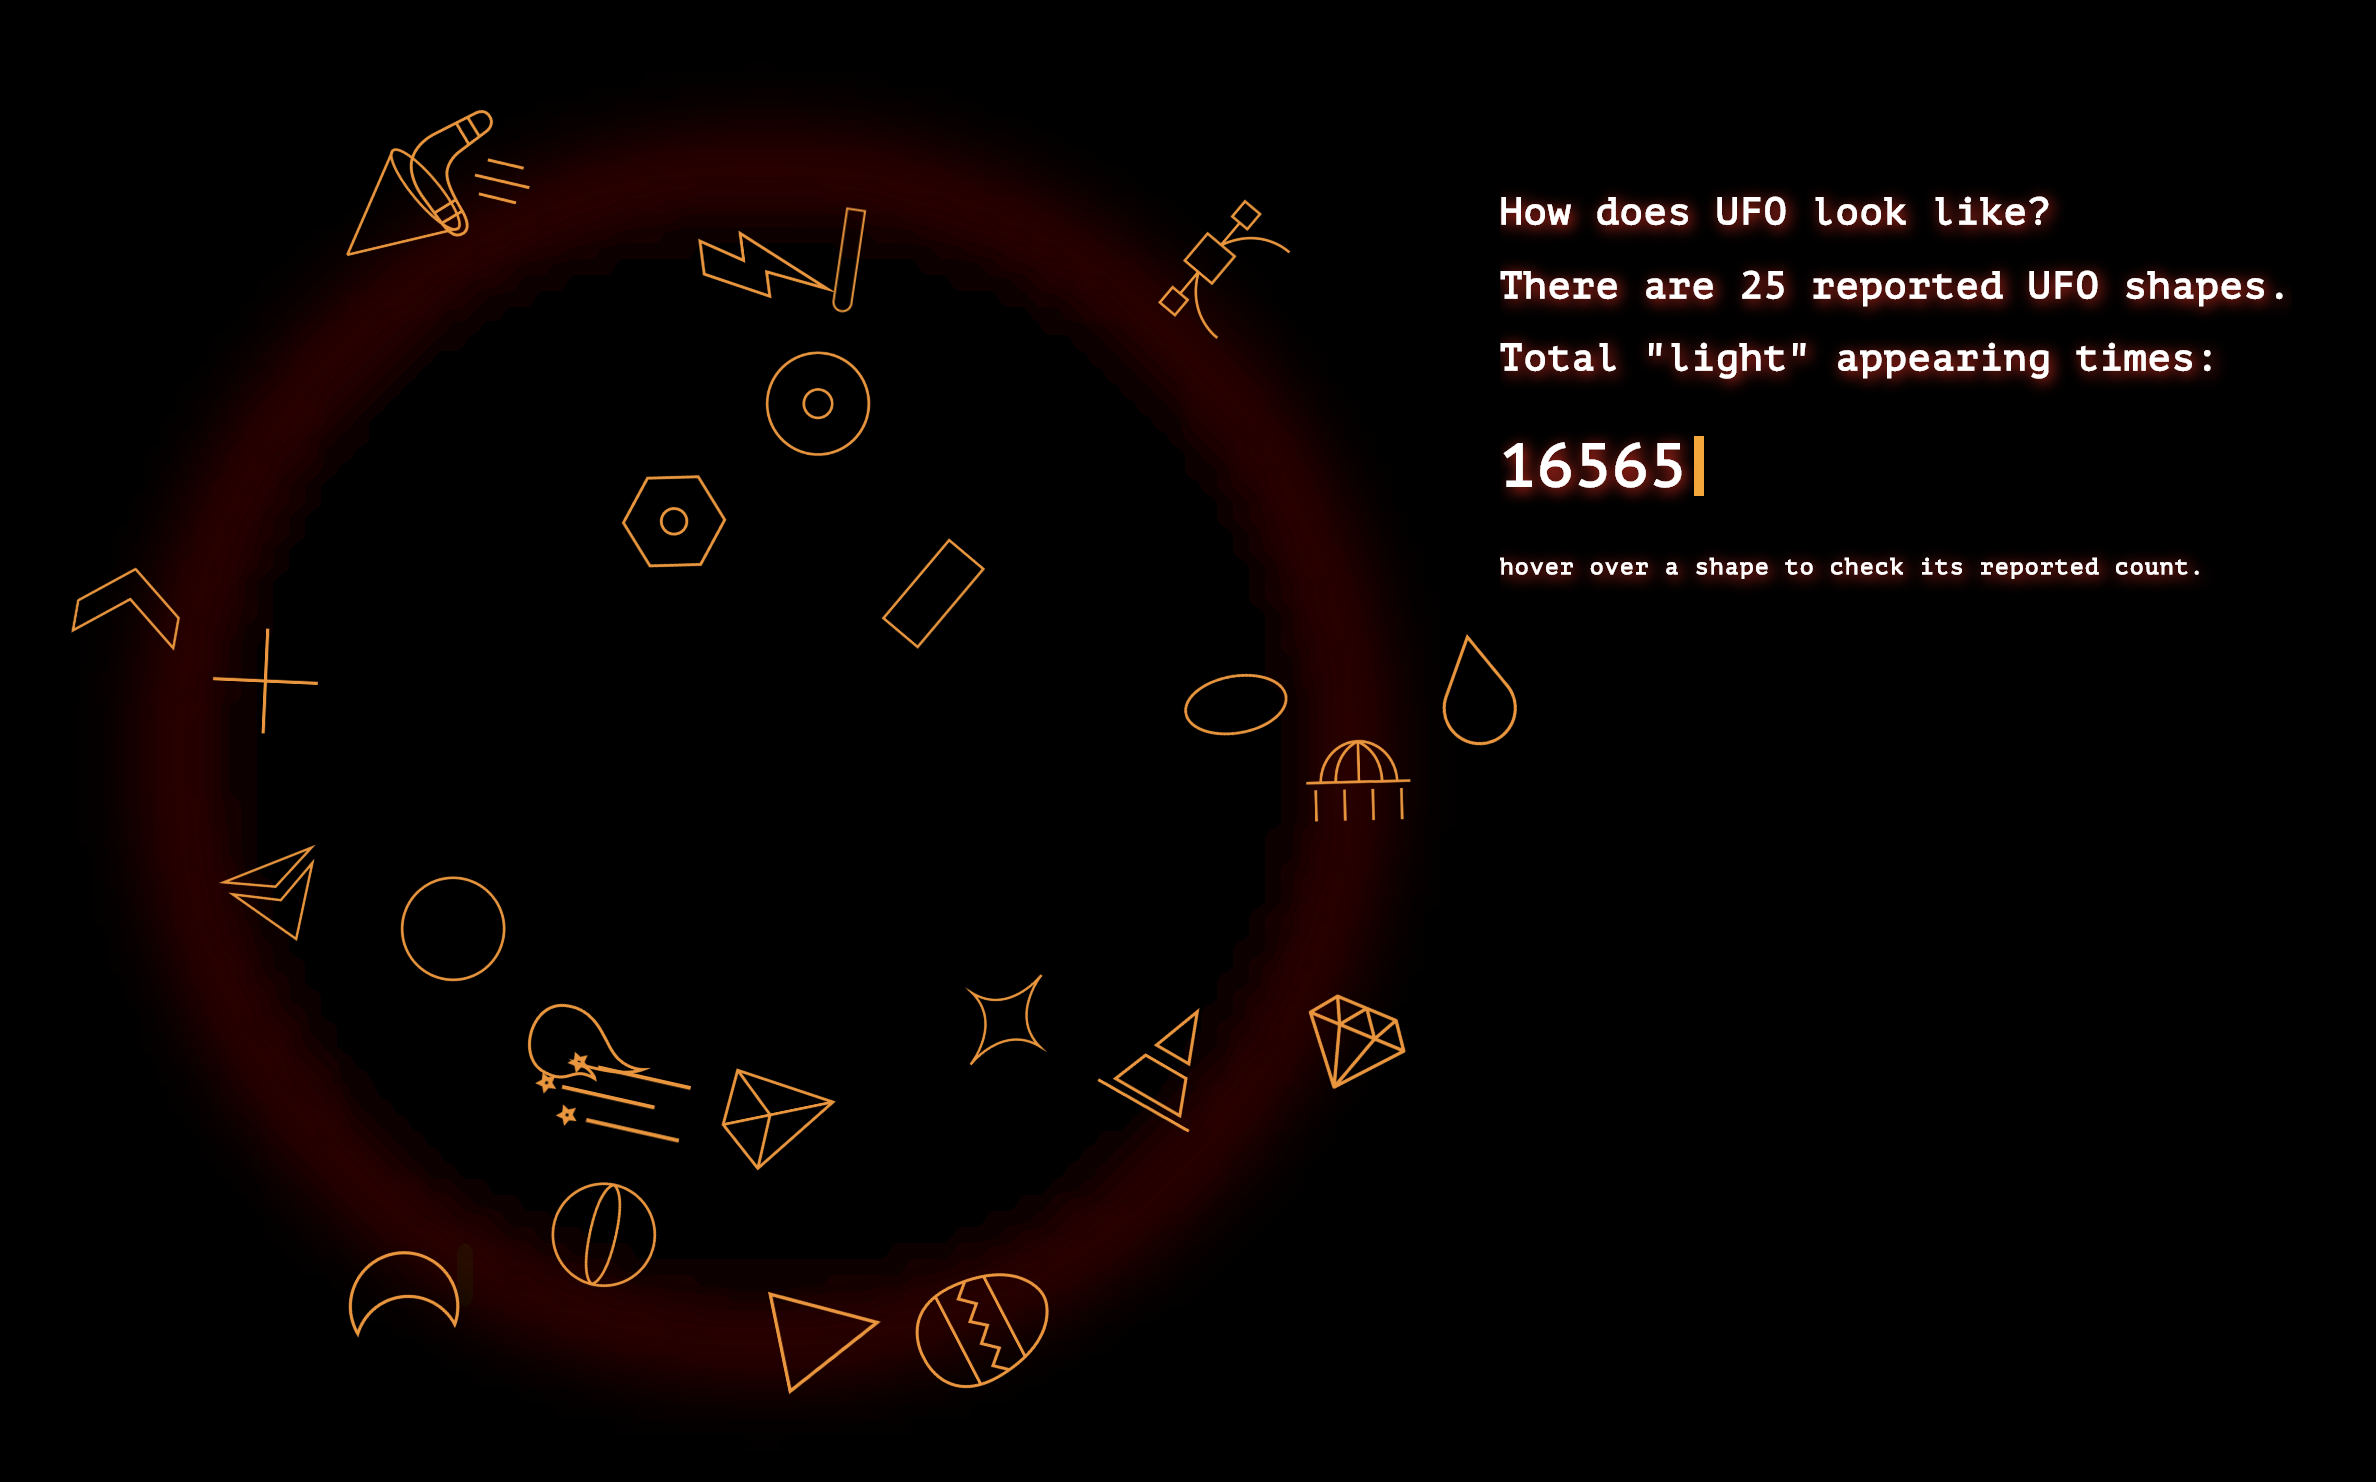 How does UFO look like?
There are 25 reported UFO shapes.
Total "light" appearing times:
16565
hover over a shape to check its reported count.